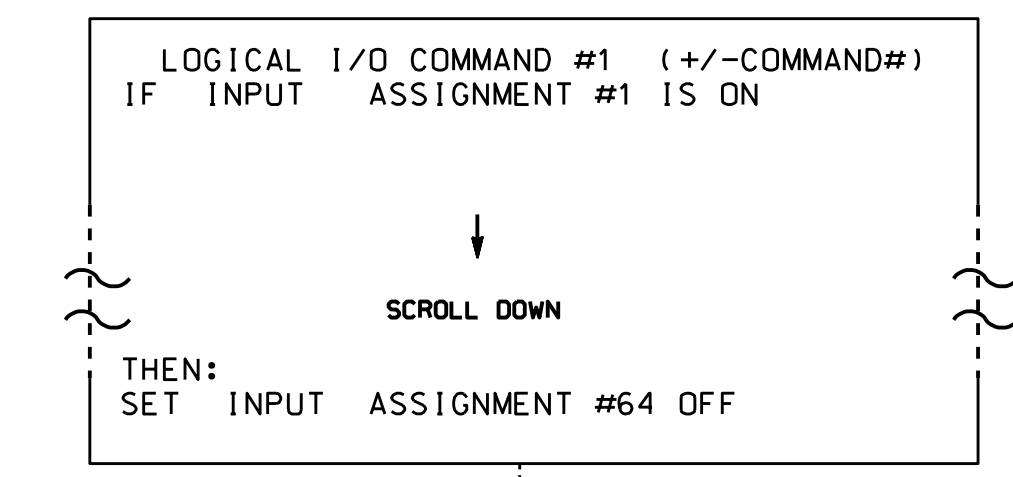 LOGICAL I/O COMMAND #1 (+/-COMMAND#)
IF INPUT ASSIGNMENT #1 IS ON
SCROLL DOWN
THEN:
SET INPUT ASSIGNMENT #64 OFF